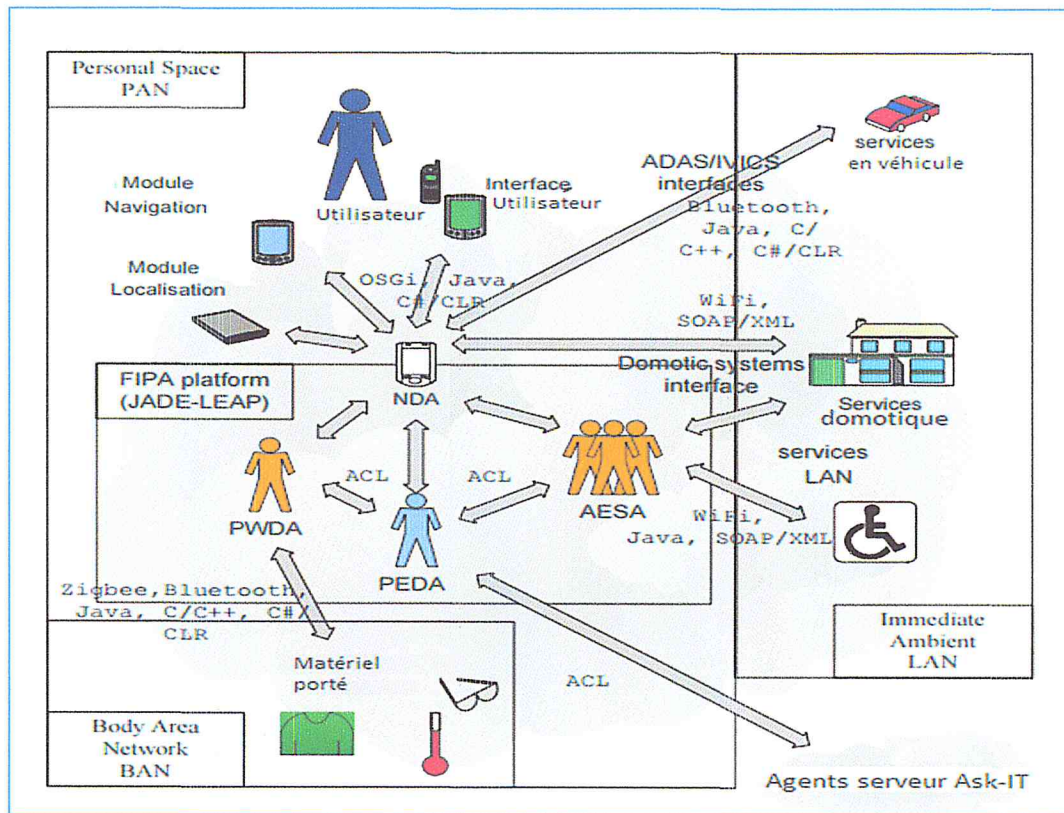 Personal Space
PAN
services
en véhicule
ADAS/IVICS
interfaces
Bluetooth,
Java, C/
C++, C#/CLR
Module
Navigation
Utilisateur
Interface,
Utilisateur
Module
Localisation
OSGi, Java,
C#/CLR
WiFi,
SOAP/XML
FIPA platform
(JADE-LEAP)
NDA
Domotic systems
interface
Services
domotique
services
LAN
ACL
ACL
PWDA
AESA
PEDA
WiFi,
Java, SOAP/XML
Zigbee,Bluetooth,
Java, C/C++, C#/
CLR
Immediate
Ambient
LAN
Matériel
porté
ACL
Body Area
Network
BAN
Agents serveur Ask-IT